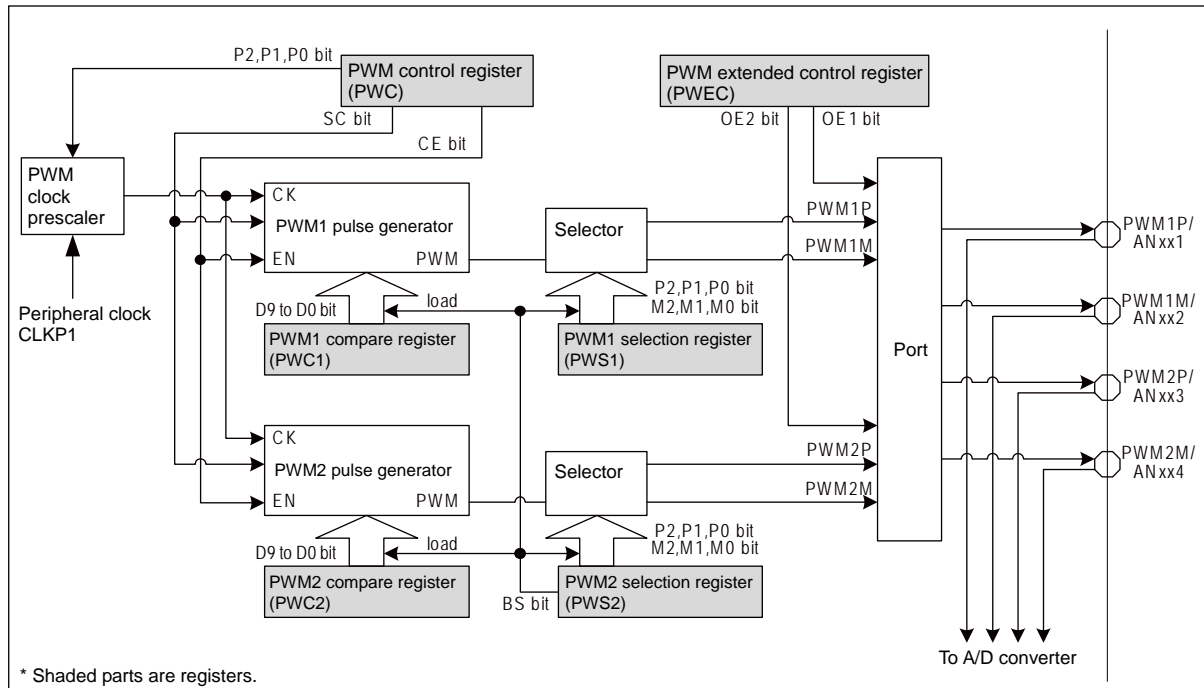 P2,P1,P0 bit
PWM control register
(PWC)
PWM extended control register
(PWEC)
SC bit
CE bit
OE2 bit
OE1 bit
PWM
clock
prescaler
CK
PWM1 pulse generator
EN
PWM
Selector
PWM1P
PWM1M
PWM1P/
ANxx1
Peripheral clock
CLKP1
D9 to D0 bit
load
P2,P1,P0 bit
M2,M1,M0 bit
PWM1 compare register
(PWC1)
PWM1 selection register
(PWS1)
Port
PWM1M/
ANxx2
PWM2P/
ANxx3
CK
PWM2 pulse generator
EN
PWM
Selector
PWM2P
PWM2M
PWM2M/
ANxx4
D9 to D0 bit
load
P2,P1,P0 bit
M2,M1,M0 bit
PWM2 compare register
(PWC2)
BS bit
PWM2 selection register
(PWS2)
To A/D converter
* Shaded parts are registers.